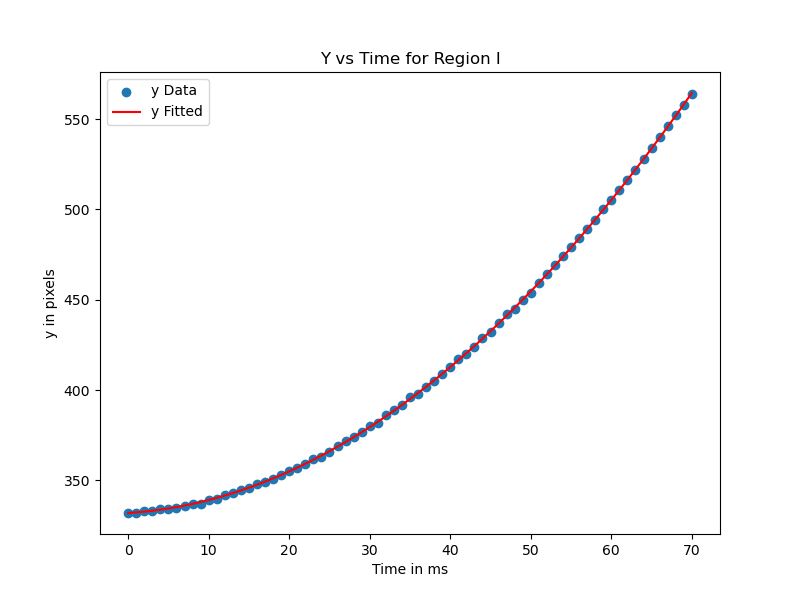 Y vs Time for Region I
y Data
y Fitted
550
500
450
400
350
y in pixels
0 10 20 30 40 50 60 70
Time in ms